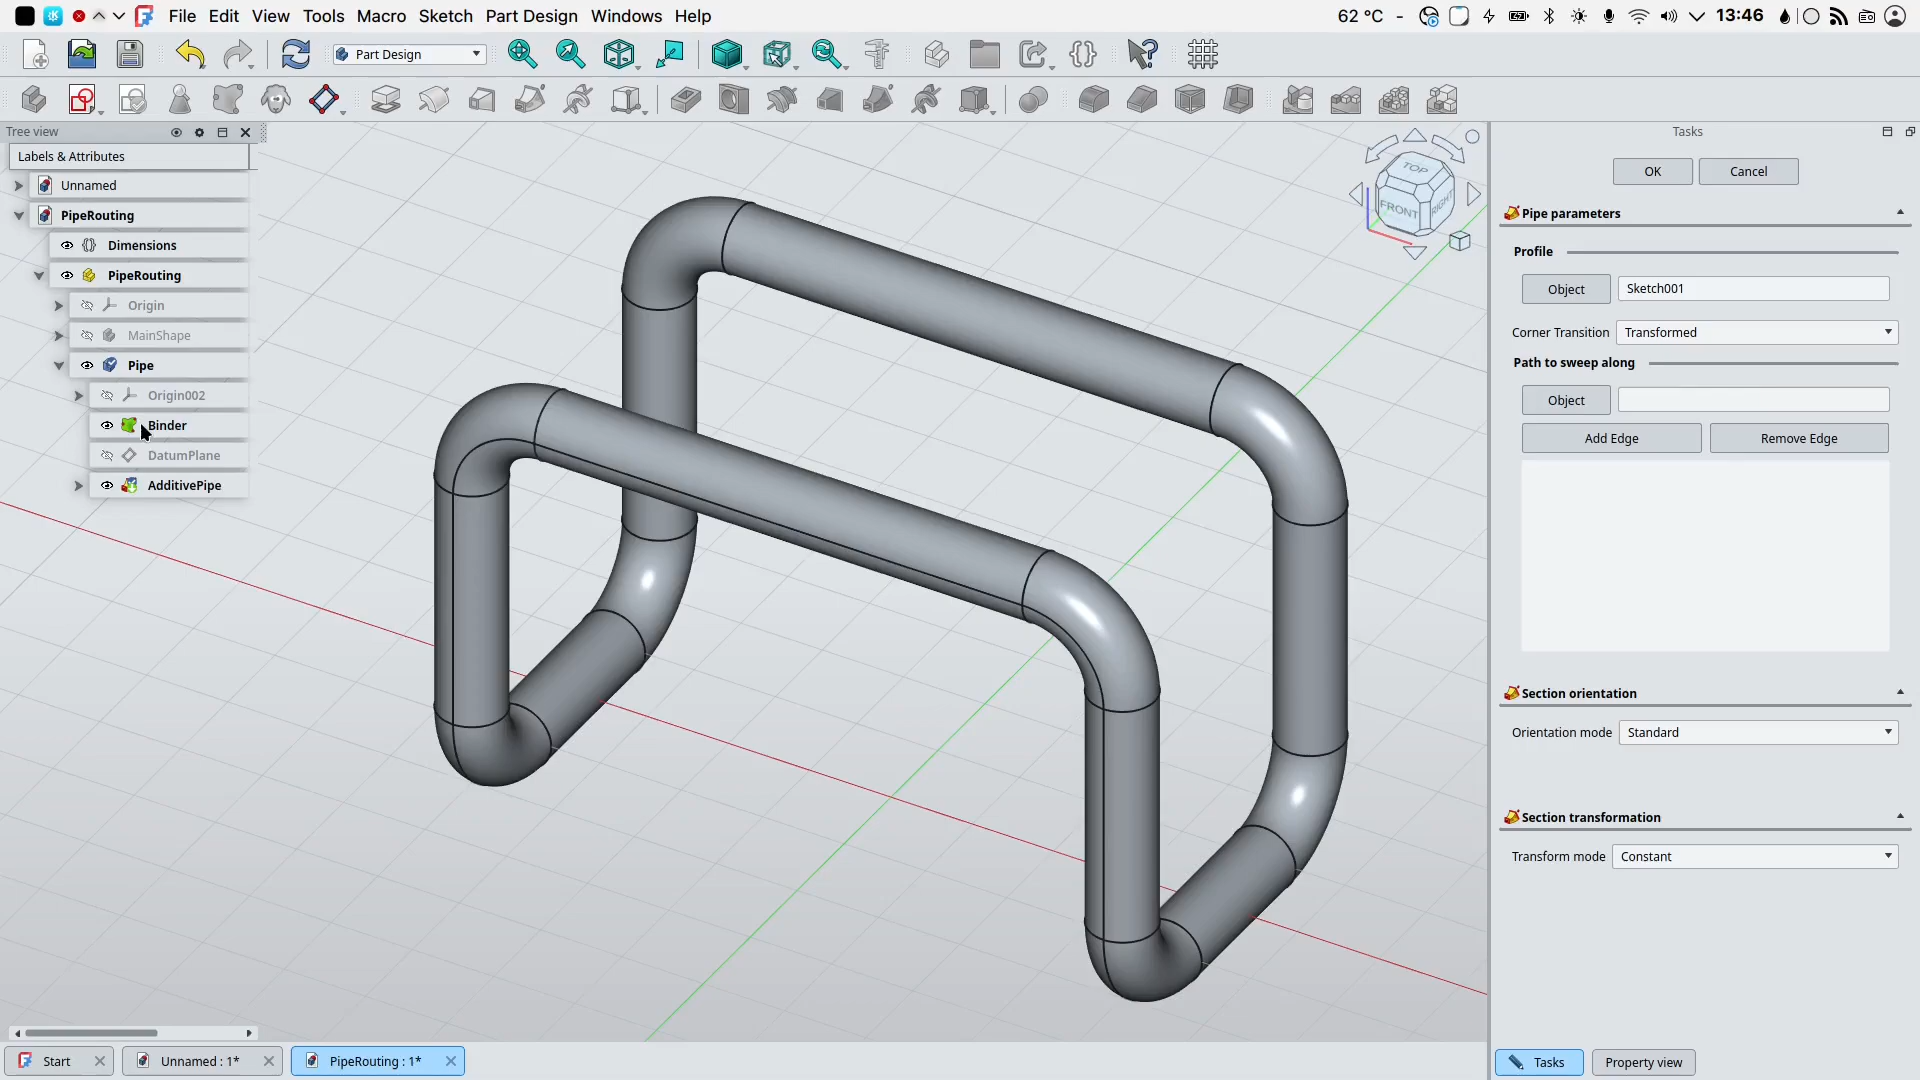 File Edit View Tools Macro Sketch Part Design Windows Help
62 °C - 13:46
Part Design
Tree view
Labels & Attributes
Unnamed
PipeRouting
Dimensions
PipeRouting
Origin
MainShape
Pipe
Origin002
Binder
DatumPlane
AdditivePipe
TOP
FRONT
RIGHT
Tasks
OK Cancel
Pipe parameters
Profile
Object Sketch001
Corner Transition Transformed
Path to sweep along
Object
Add Edge Remove Edge
Section orientation
Orientation mode Standard
Section transformation
Transform mode Constant
Start Unnamed : 1* PipeRouting : 1*
Tasks Property view